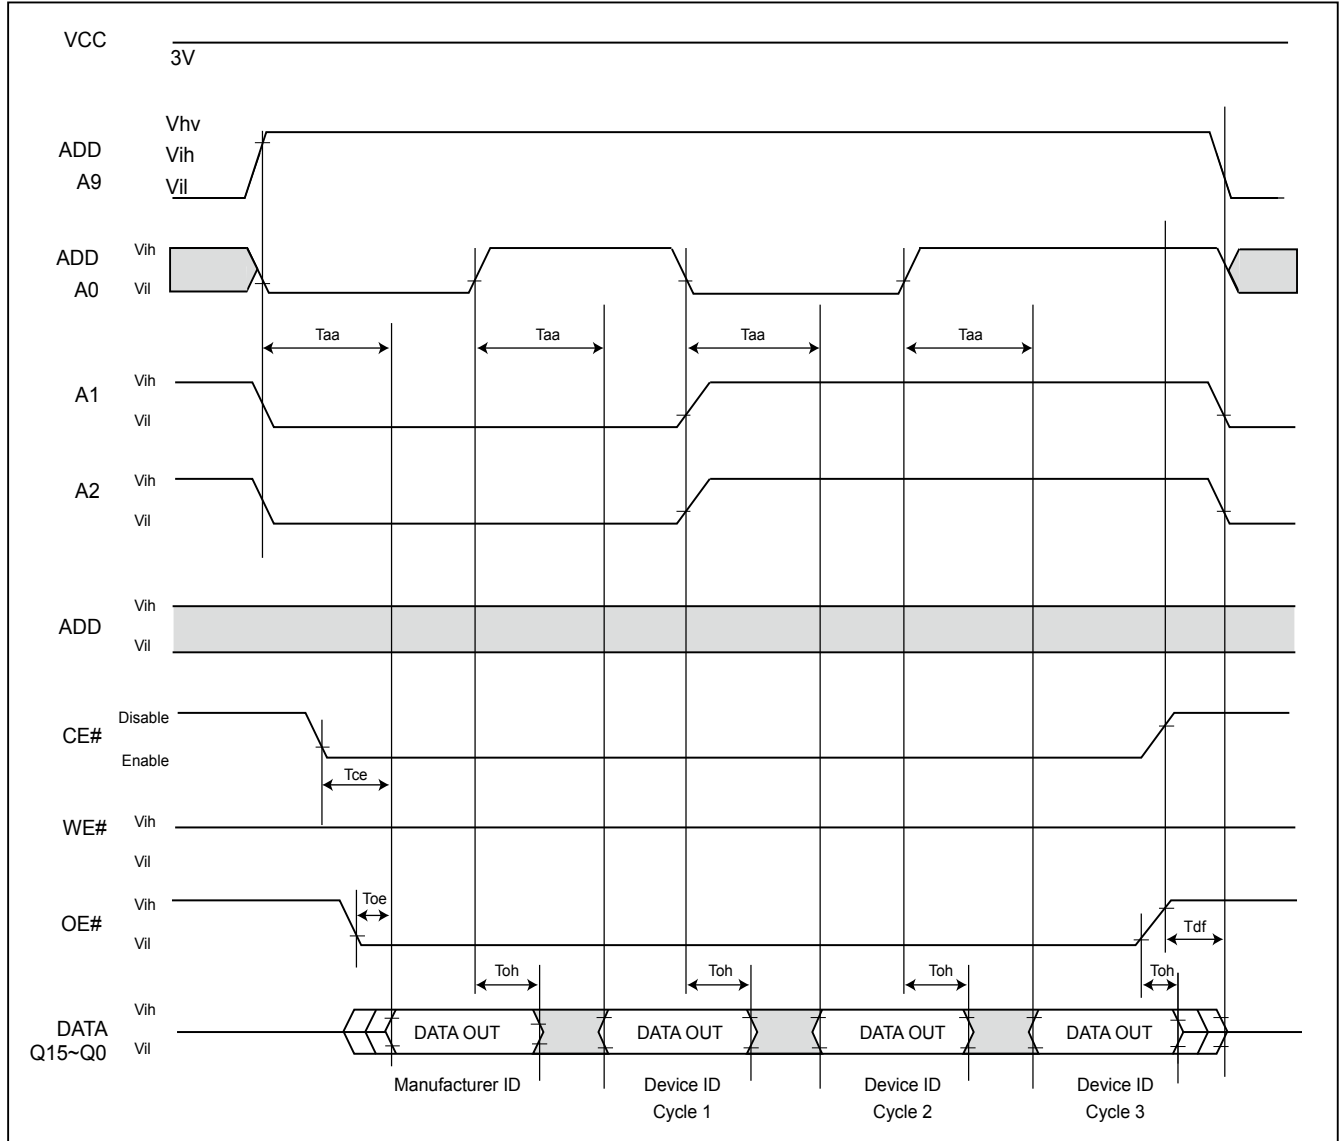 VCC
3V
ADD
A9
Vhv
Vih
Vil
ADD
A0
Vih
Vil
Taa
Taa
Taa
Taa
A1
Vih
Vil
A2
Vih
Vil
ADD
Vih
Vil
CE#
Disable
Enable
Tce
WE#
Vih
Vil
OE#
Vih
Vil
Toe
Tdf
Toh
Toh
Toh
Toh
DATA
Q15~Q0
Vih
Vil
DATA OUT
DATA OUT
DATA OUT
DATA OUT
Manufacturer ID
Device ID
Cycle 1
Device ID
Cycle 2
Device ID
Cycle 3